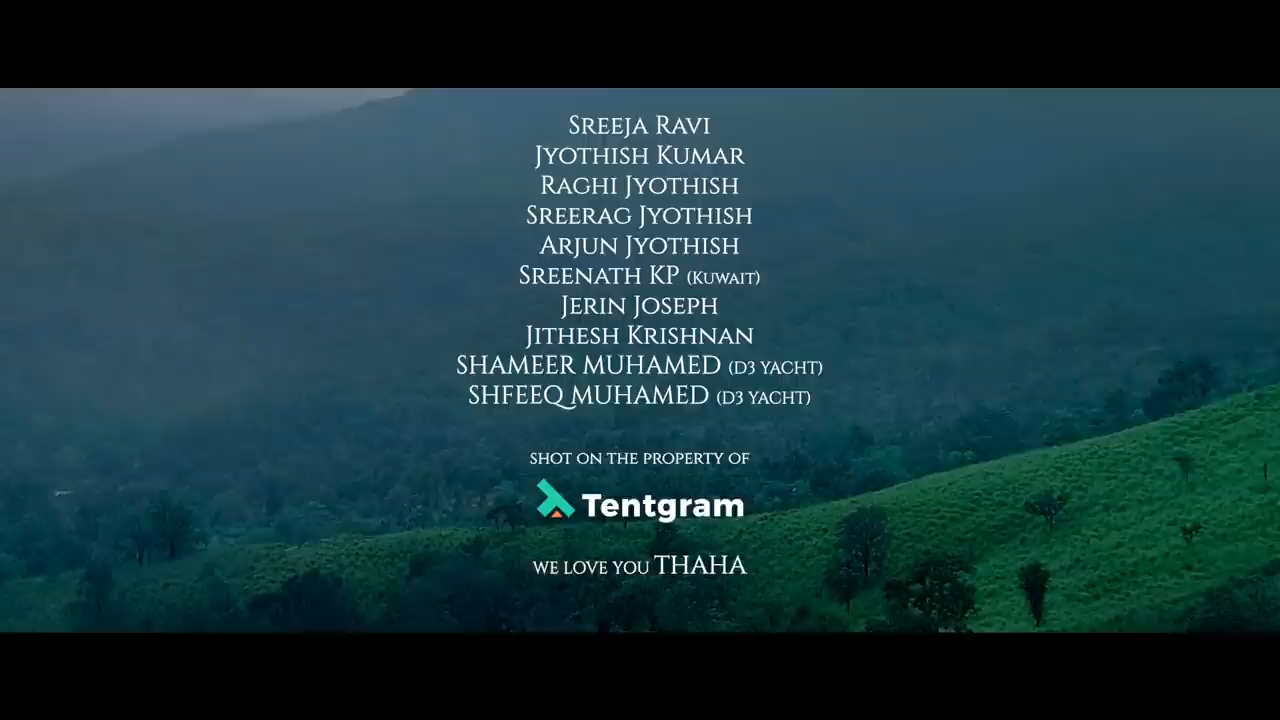 Sreeja Ravi
Jyothish Kumar
Raghi Jyothish
Sreerag Jyothish
Arjun Jyothish
Sreenath KP (Kuwait)
Jerin Joseph
Jithesh Krishnan
SHAMEER MUHAMED (D3 YACHT)
SHFEEQ MUHAMED (D3 YACHT)
SHOT ON THE PROPERTY OF
Tentgram
WE LOVE YOU THAHA